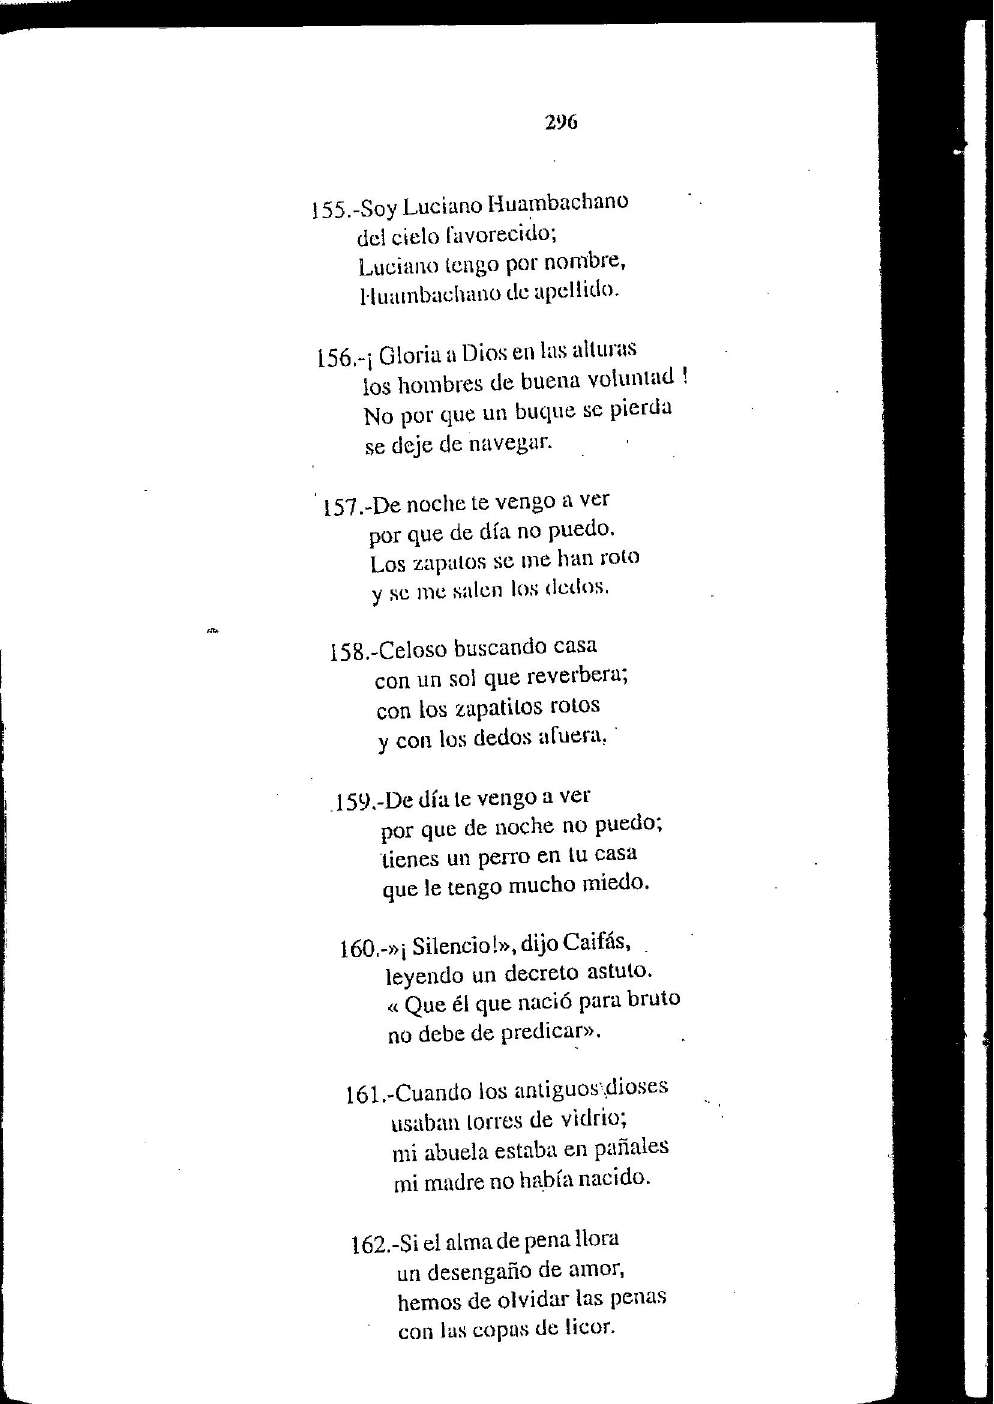 296
155.-Soy Luciano Huambachano
del cielo favorecido;
Luciano tengo por nombre,
Huambachano de apellido.
156.-¡ Gloria a Dios en las alturas
los hombres de buena voluntad !
No por que un buque se pierda
se deje de navegar.
157.-De noche te vengo a ver
por que de día no puedo.
Los zapatos se me han roto
y se me salen los dedos.
158.-Celoso buscando casa
con un sol que reverbera;
con los zapatitos rotos
y con los dedos afuera.
159.-De día te vengo a ver
por que de noche no puedo;
tienes un perro en tu casa
que le tengo mucho miedo.
160.-»¡ Silencio!», dijo Caifás,
leyendo un decreto astuto.
« Que él que nació para bruto
no debe de predicar».
161.-Cuando los antiguos dioses
usaban torres de vidrio;
mi abuela estaba en pañales
mi madre no había nacido.
162.-Si el alma de pena llora
un desengaño de amor,
hemos de olvidar las penas
con las copas de licor.